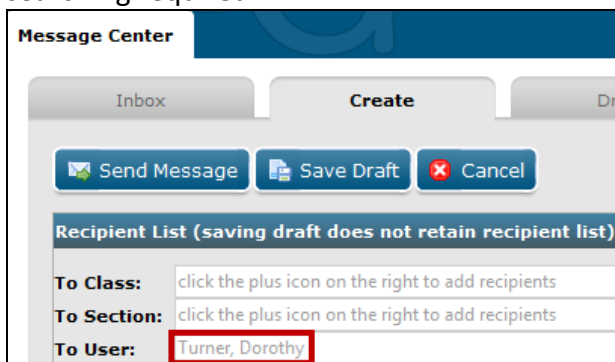 Message Center
Inbox Create
Send Message Save Draft Cancel
Recipient List (saving draft does not retain recipient list)
To Class: click the plus icon on the right to add recipients
To Section: click the plus icon on the right to add recipients
To User: Turner, Dorothy